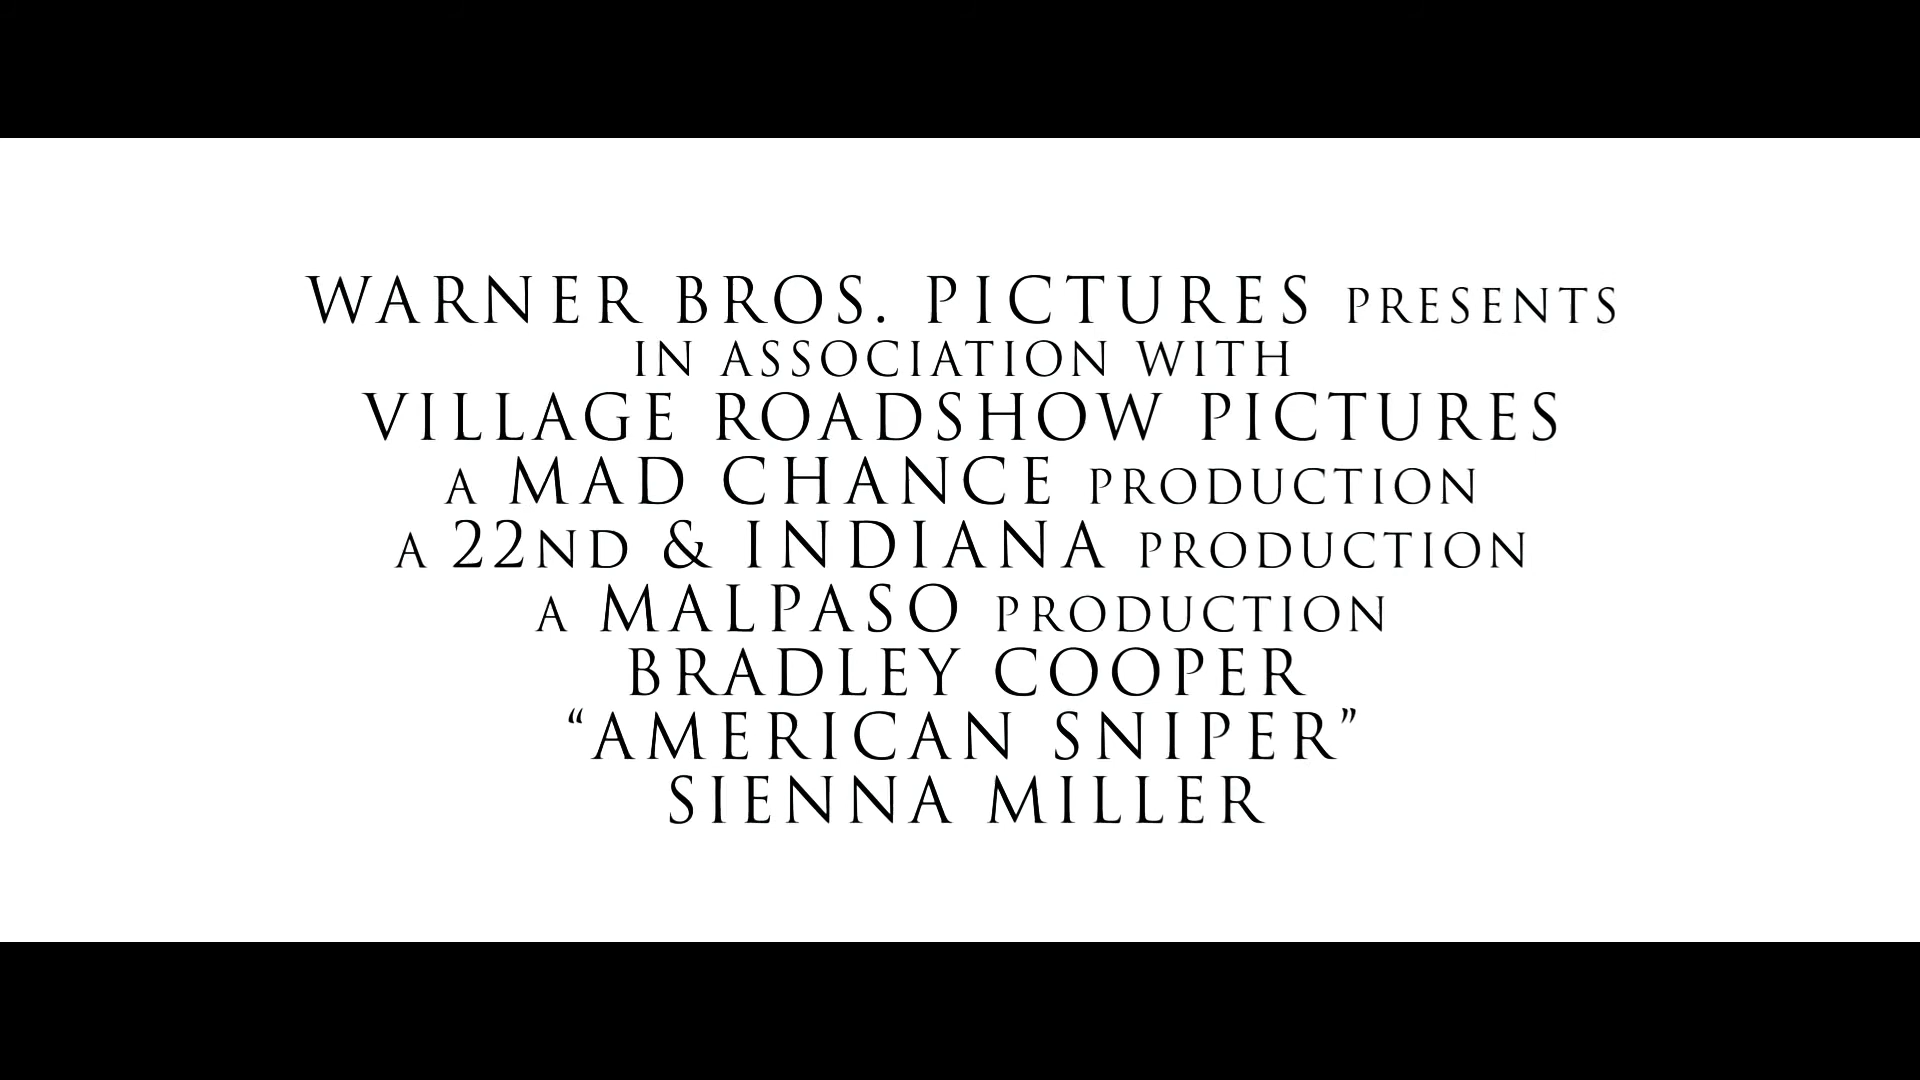 WARNER BROS. PICTURES PRESENTS
IN ASSOCIATION WITH
VILLAGE ROADSHOW PICTURES
A MAD CHANCE PRODUCTION
A 22ND & INDIANA PRODUCTION
A MALPASO PRODUCTION
BRADLEY COOPER
“AMERICAN SNIPER”
SIENNA MILLER